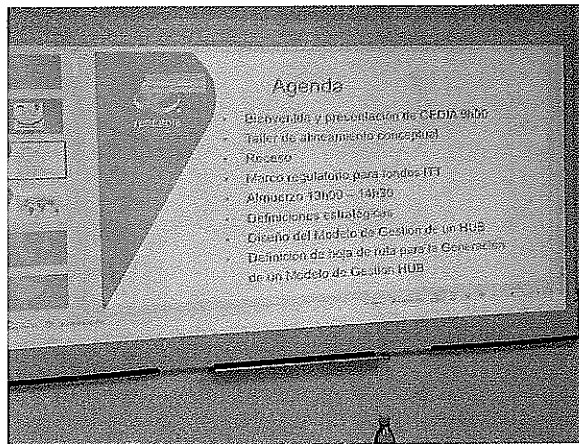 Agenda
Bienvenida y presentación de CEDIA 9h00
Taller de alineamiento conceptual
Receso
Marco regulatorio para fondos ITT
Almuerzo 13h00 – 14h30
Definiciones estratégicas
Diseño del Modelo de Gestión de un HUB
Definición de hoja de ruta para la Generación
de un Modelo de Gestión HUB